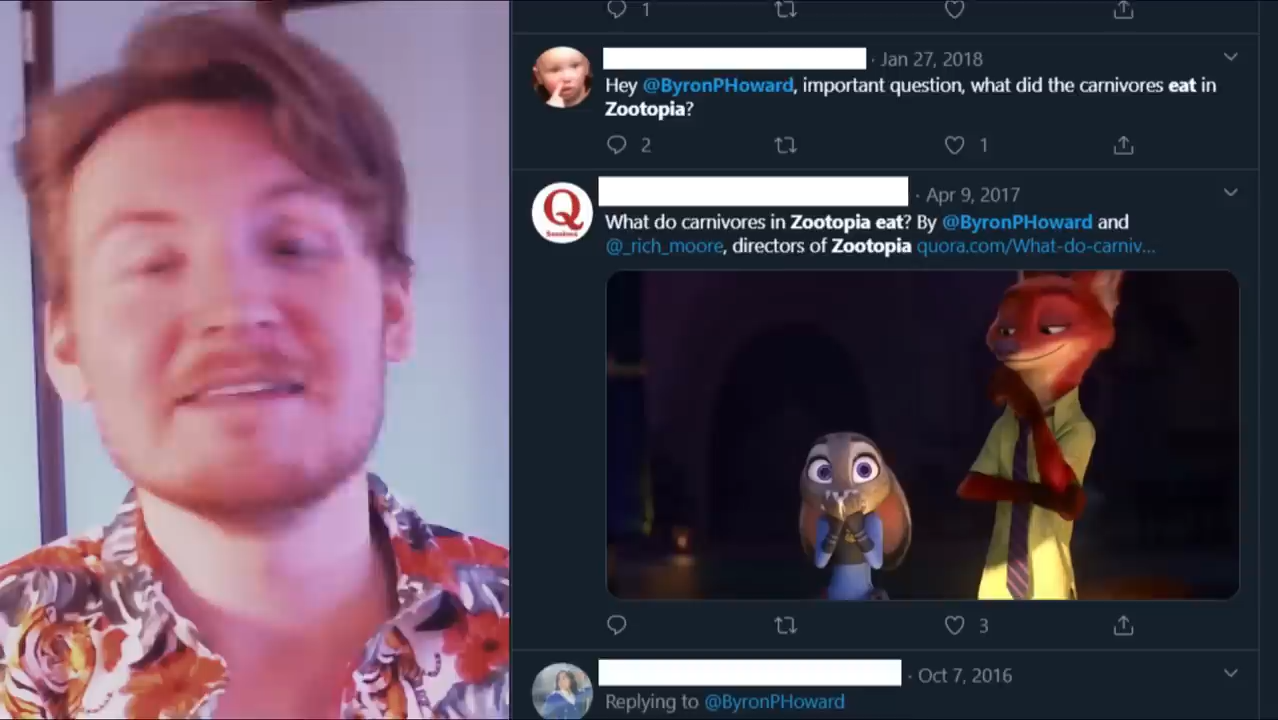 1
· Jan 27, 2018
Hey @ByronPHoward, important question, what did the carnivores eat in
Zootopia?
2
1
Q
Sessions
· Apr 9, 2017
What do carnivores in Zootopia eat? By @ByronPHoward and
@_rich_moore, directors of Zootopia quora.com/What-do-carniv...
3
· Oct 7, 2016
Replying to @ByronPHoward